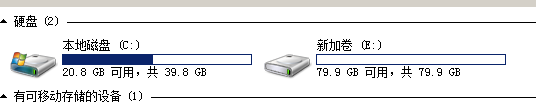 硬盘 (2)
本地磁盘 (C:)
20.8 GB 可用，共 39.8 GB
新加卷 (E:)
79.9 GB 可用，共 79.9 GB
有可移动存储的设备 (1)